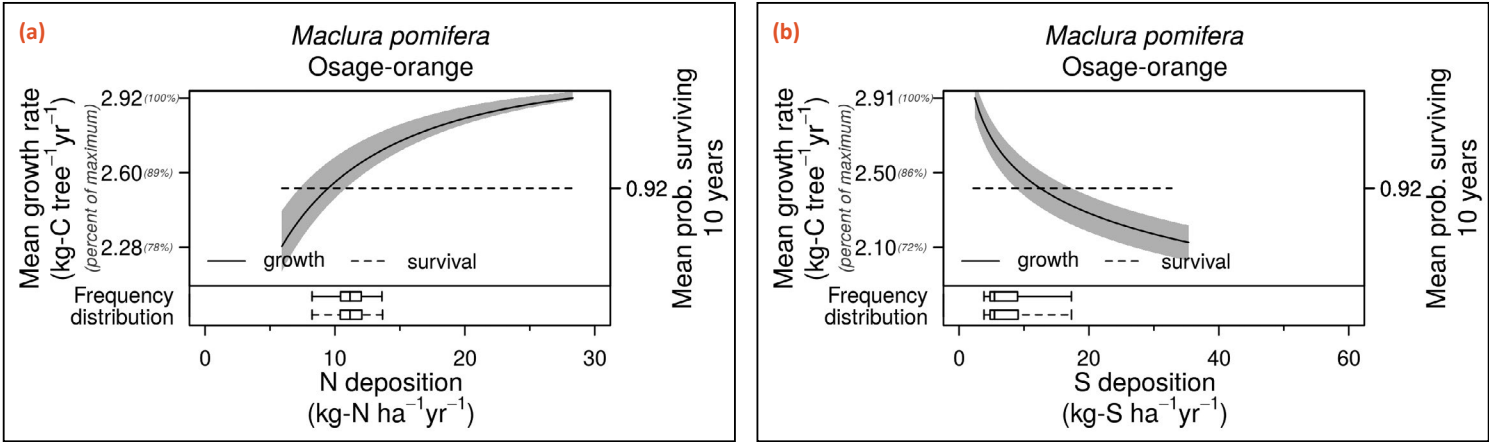 (a)
Maclura pomifera
Osage-orange
Mean growth rate
(kg-C tree⁻¹yr⁻¹)
(percent of maximum)
2.92 (100%)
2.60 (89%)
2.28 (78%)
growth
survival
0.92
Mean prob. surviving
10 years
Frequency
distribution
0 10 20 30
N deposition
(kg-N ha⁻¹yr⁻¹)
(b)
Maclura pomifera
Osage-orange
Mean growth rate
(kg-C tree⁻¹yr⁻¹)
(percent of maximum)
2.91 (100%)
2.50 (86%)
2.10 (72%)
growth
survival
0.92
Mean prob. surviving
10 years
Frequency
distribution
0 20 40 60
S deposition
(kg-S ha⁻¹yr⁻¹)